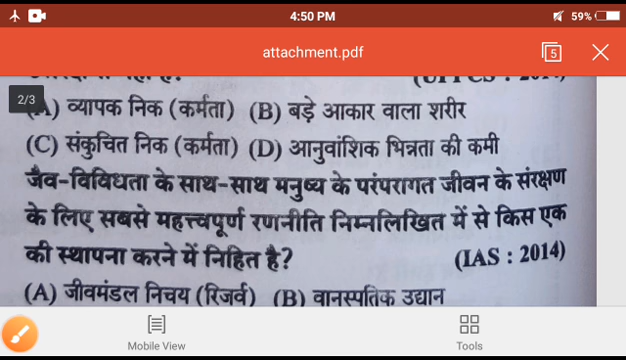 4:50 PM
59%
attachment.pdf
5
2/3
(UPPCS : 2014)
(A) व्यापक निक (कर्मता) (B) बड़े आकार वाला शरीर
(C) संकुचित निक (कर्मता) (D) आनुवांशिक भिन्नता की कमी
जैव-विविधता के साथ-साथ मनुष्य के परंपरागत जीवन के संरक्षण
के लिए सबसे महत्त्वपूर्ण रणनीति निम्नलिखित में से किस एक
की स्थापना करने में निहित है? (IAS : 2014)
(A) जीवमंडल निचय (रिजर्व) (B) वानस्पतिक उद्यान
Mobile View
Tools